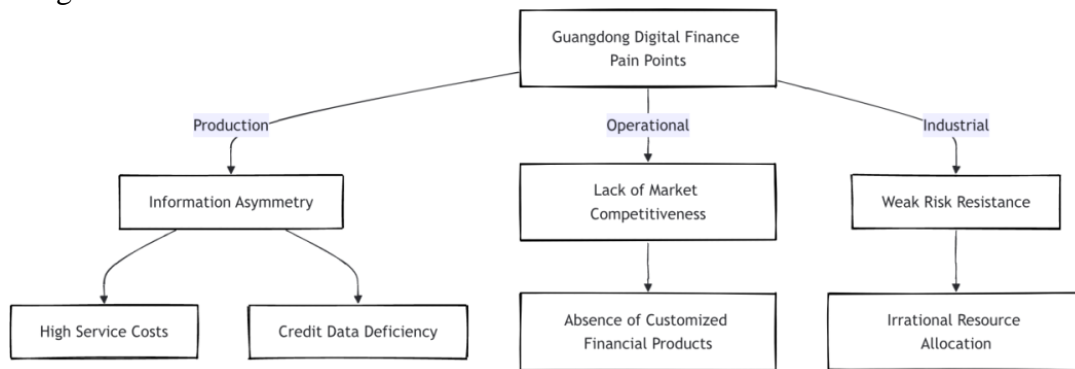 Guangdong Digital Finance
Pain Points
Production
Operational
Industrial
Information Asymmetry
Lack of Market
Competitiveness
Weak Risk Resistance
High Service Costs
Credit Data Deficiency
Absence of Customized
Financial Products
Irrational Resource
Allocation